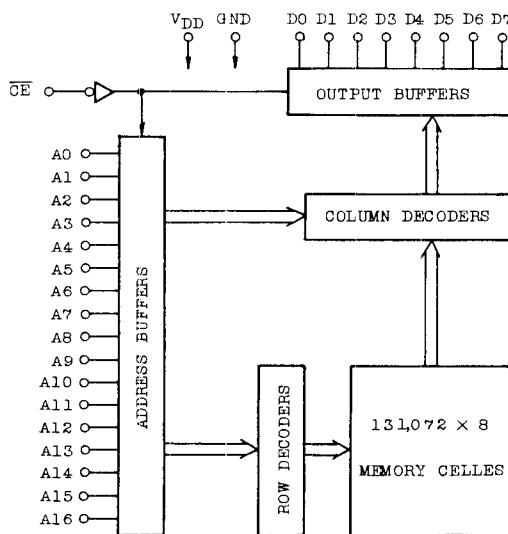 VDD GND D0 D1 D2 D3 D4 D5 D6 D7
CE
OUTPUT BUFFERS
A0
A1
A2
A3
A4
A5
A6
A7
A8
A9
A10
A11
A12
A13
A14
A15
A16
ADDRESS BUFFERS
COLUMN DECODERS
ROW DECODERS
131,072 × 8
MEMORY CELLES